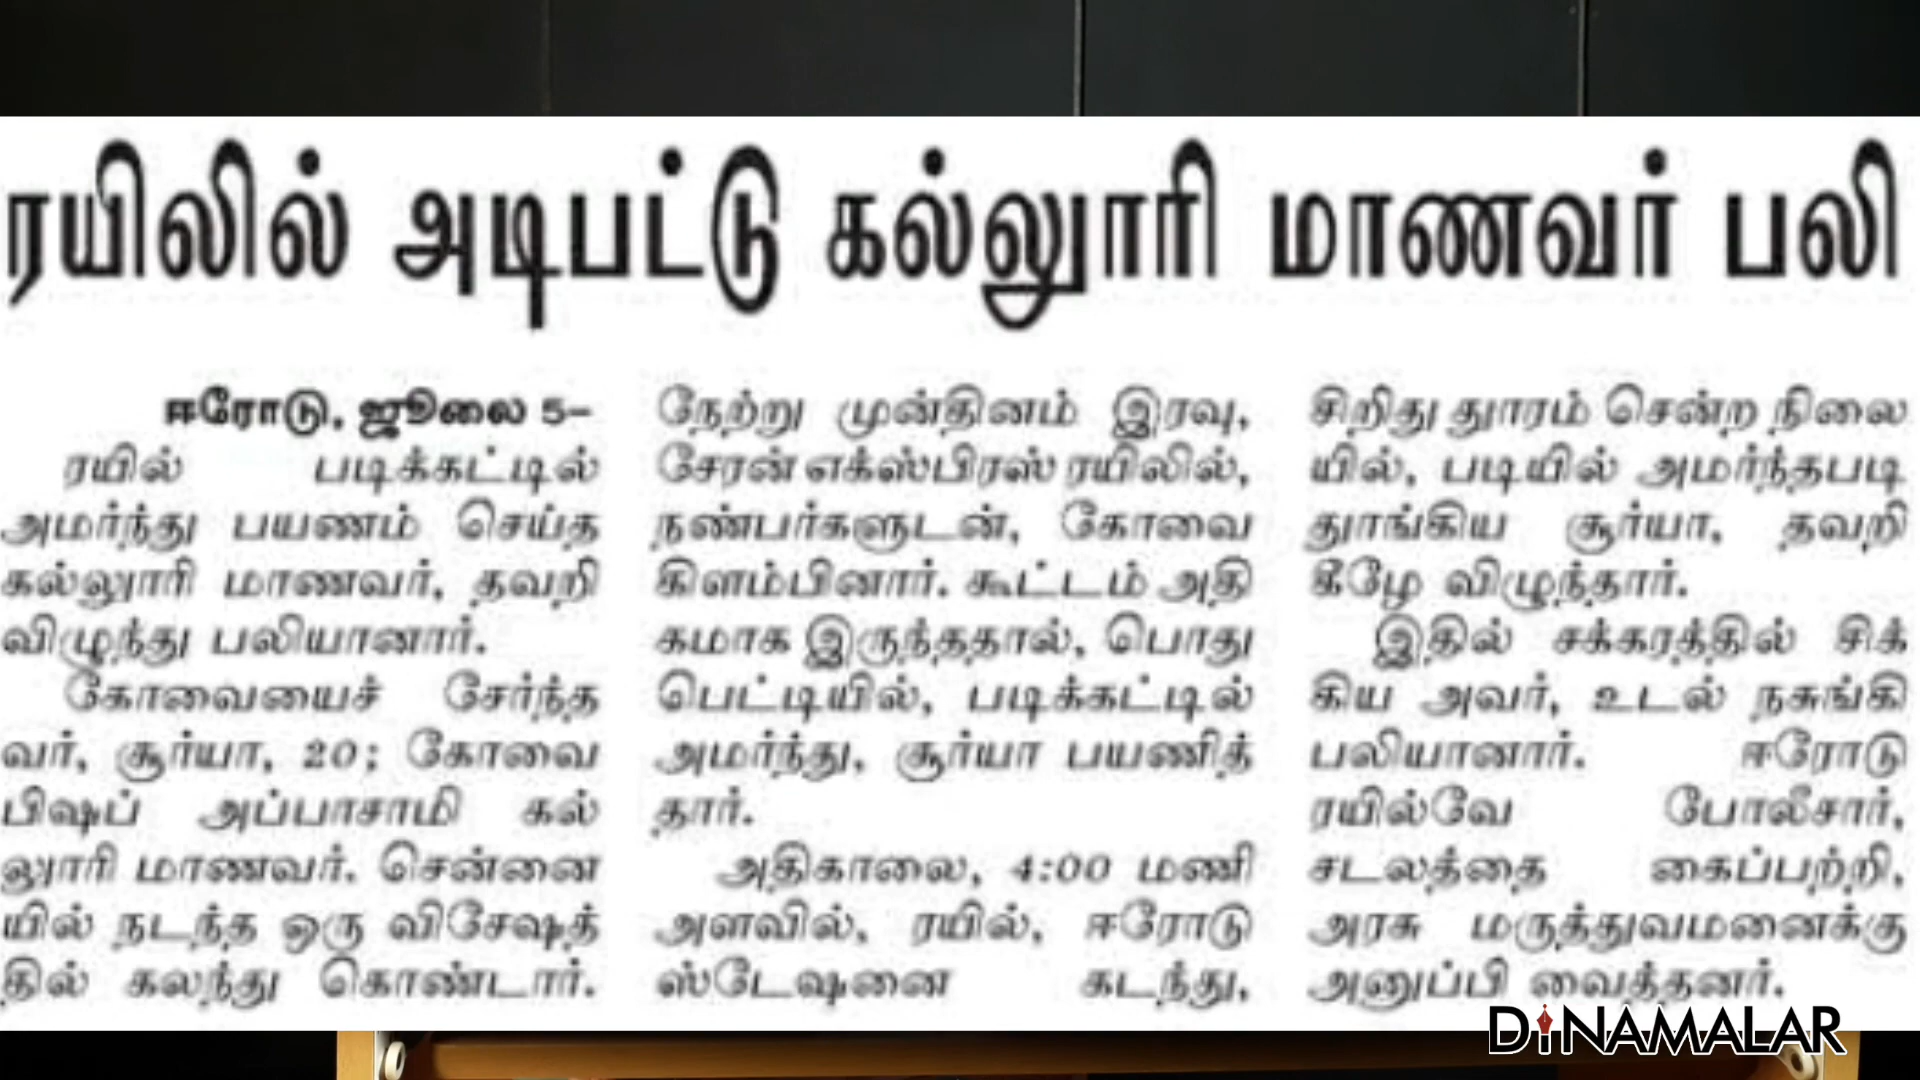 ரயிலில் அடிபட்டு கல்லூரி மாணவர் பலி
ஈரோடு, ஜூலை 5–
ரயில் படிக்கட்டில்
அமர்ந்து பயணம் செய்த
கல்லூரி மாணவர், தவறி
விழுந்து பலியானார்.
கோவையைச் சேர்ந்த
வர், சூர்யா, 20; கோவை
பிஷப் அப்பாசாமி கல்
லூரி மாணவர். சென்னை
யில் நடந்த ஒரு விசேஷத்
தில் கலந்து கொண்டார்.
நேற்று முன்தினம் இரவு,
சேரன் எக்ஸ்பிரஸ் ரயிலில்,
நண்பர்களுடன், கோவை
கிளம்பினார். கூட்டம் அதி
கமாக இருந்ததால், பொது
பெட்டியில், படிக்கட்டில்
அமர்ந்து, சூர்யா பயணித்
தார்.
அதிகாலை, 4:00 மணி
அளவில், ரயில், ஈரோடு
ஸ்டேஷனை கடந்து,
சிறிது தூரம் சென்ற நிலை
யில், படியில் அமர்ந்தபடி
தூங்கிய சூர்யா, தவறி
கீழே விழுந்தார்.
இதில் சக்கரத்தில் சிக்
கிய அவர், உடல் நசுங்கி
பலியானார். ஈரோடு
ரயில்வே போலீசார்,
சடலத்தை கைப்பற்றி,
அரசு மருத்துவமனைக்கு
அனுப்பி வைத்தனர்.
DiNAMALAR